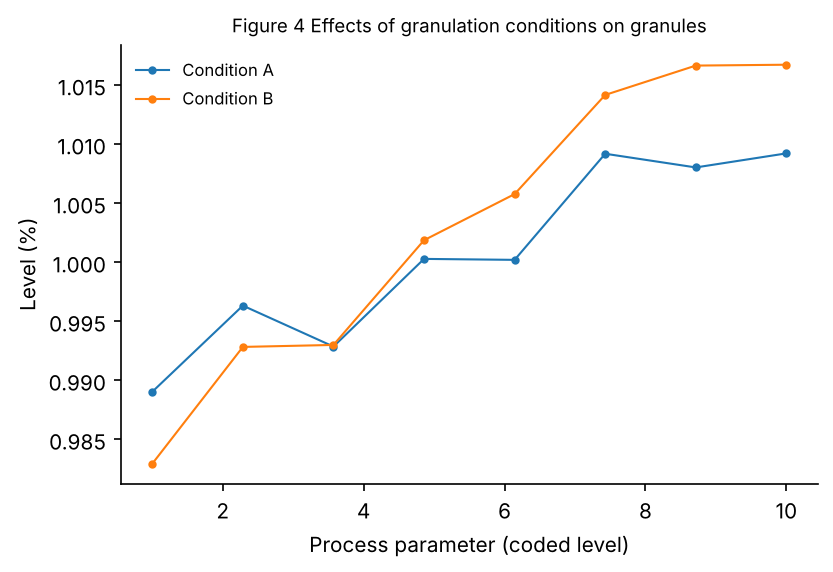 Figure 4 Effects of granulation conditions on granules
Condition A
Condition B
Level (%)
1.015
1.010
1.005
1.000
0.995
0.990
0.985
2 4 6 8 10
Process parameter (coded level)